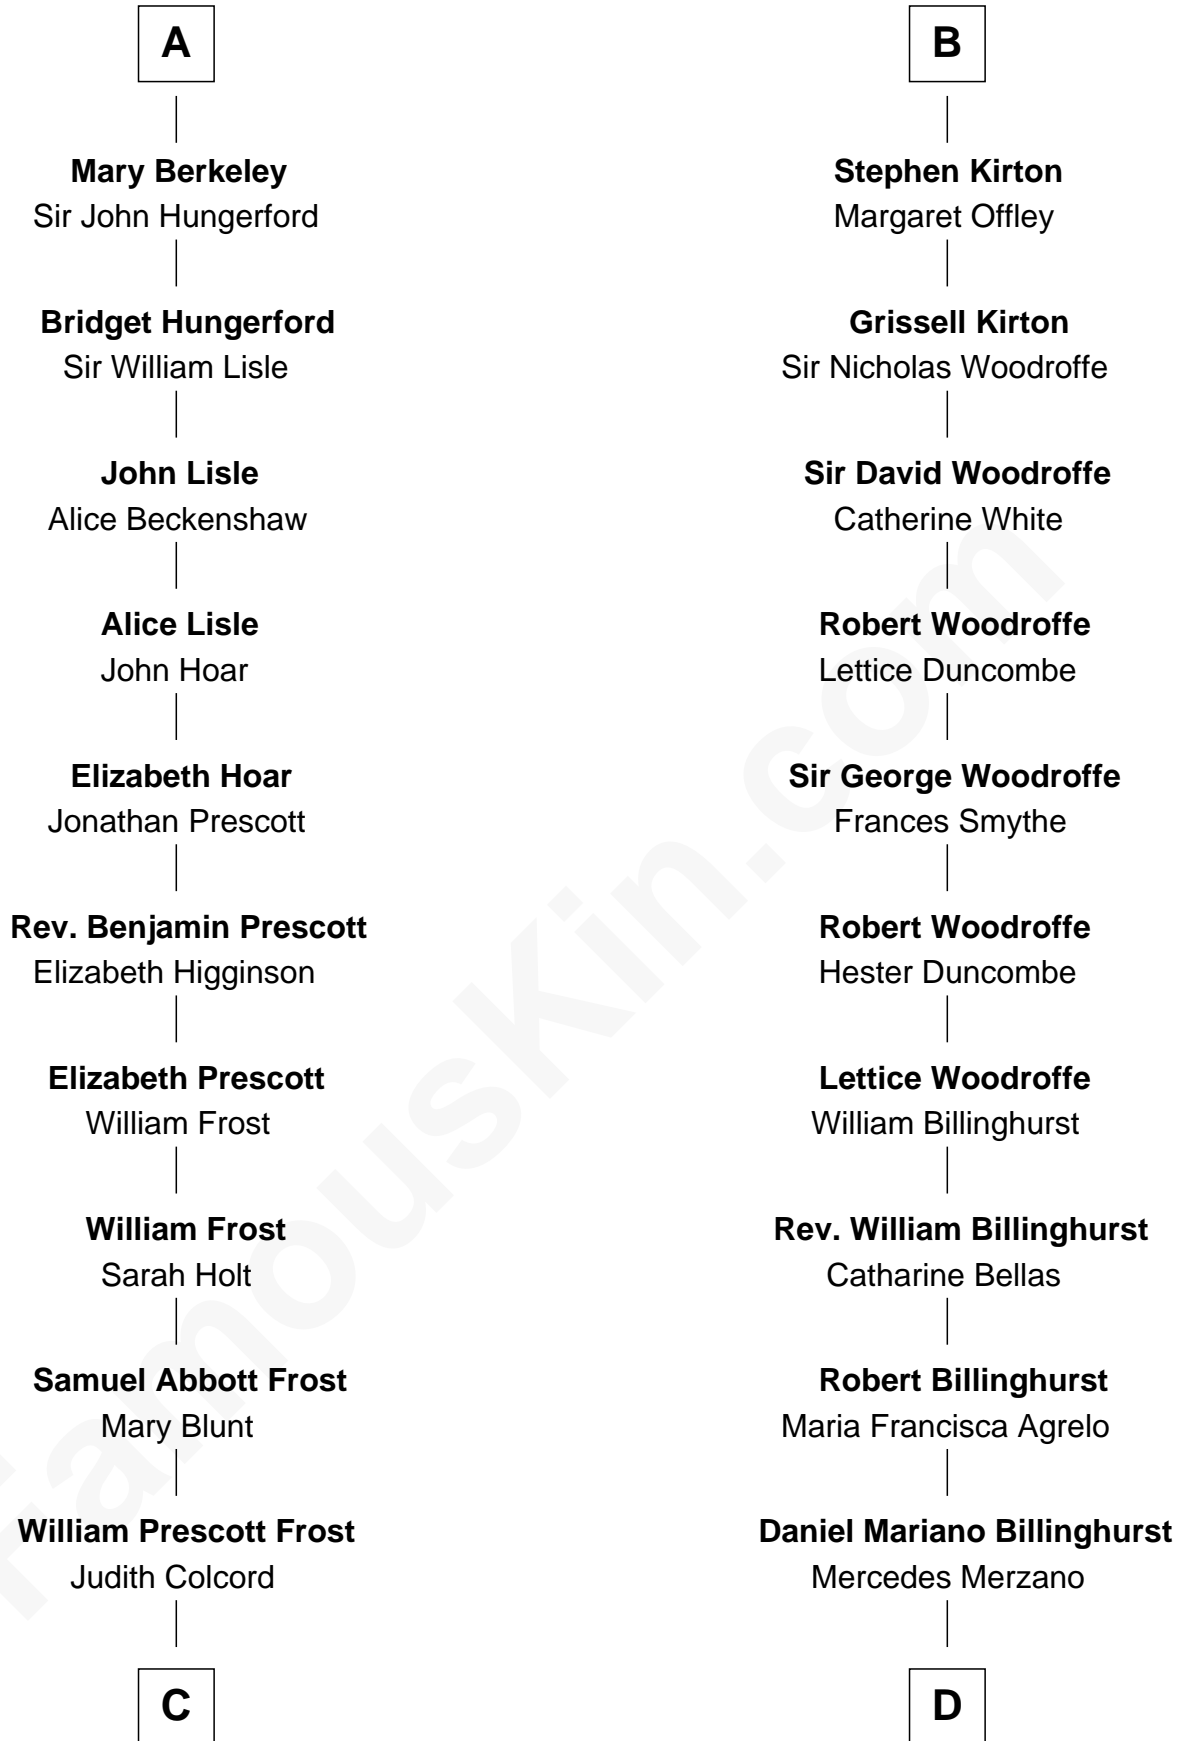 A
Mary Berkeley
Sir John Hungerford
Bridget Hungerford
Sir William Lisle
John Lisle
Alice Beckenshaw
Alice Lisle
John Hoar
Elizabeth Hoar
Jonathan Prescott
Rev. Benjamin Prescott
Elizabeth Higginson
Elizabeth Prescott
William Frost
William Frost
Sarah Holt
Samuel Abbott Frost
Mary Blunt
William Prescott Frost
Judith Colcord
C
B
Stephen Kirton
Margaret Offley
Grissell Kirton
Sir Nicholas Woodroffe
Sir David Woodroffe
Catherine White
Robert Woodroffe
Lettice Duncombe
Sir George Woodroffe
Frances Smythe
Robert Woodroffe
Hester Duncombe
Lettice Woodroffe
William Billinghurst
Rev. William Billinghurst
Catharine Bellas
Robert Billinghurst
Maria Francisca Agrelo
Daniel Mariano Billinghurst
Mercedes Merzano
D
FamousKin.com